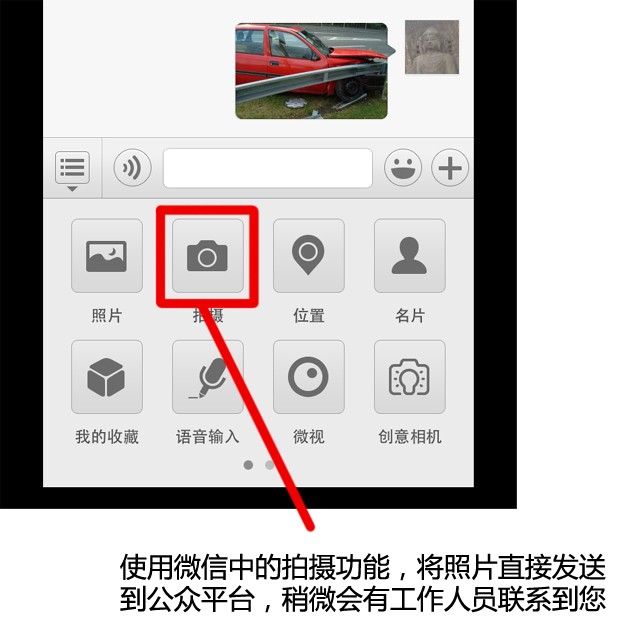 照片 拍摄 位置 名片
我的收藏 语音输入 微视 创意相机
使用微信中的拍摄功能，将照片直接发送
到公众平台，稍微会有工作人员联系到您